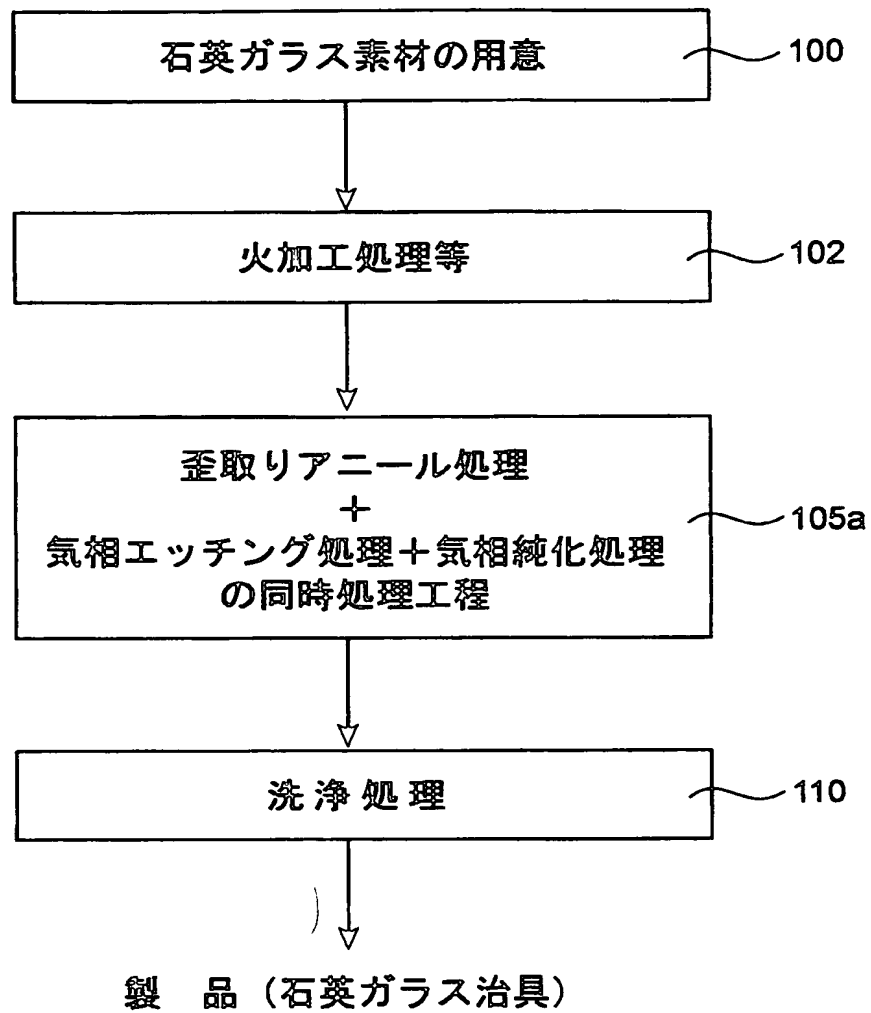 石英ガラス素材の用意
100
火加工処理等
102
歪取りアニール処理
+
気相エッチング処理+気相純化処理
の同時処理工程
105a
洗浄処理
110
製 品 (石英ガラス治具)